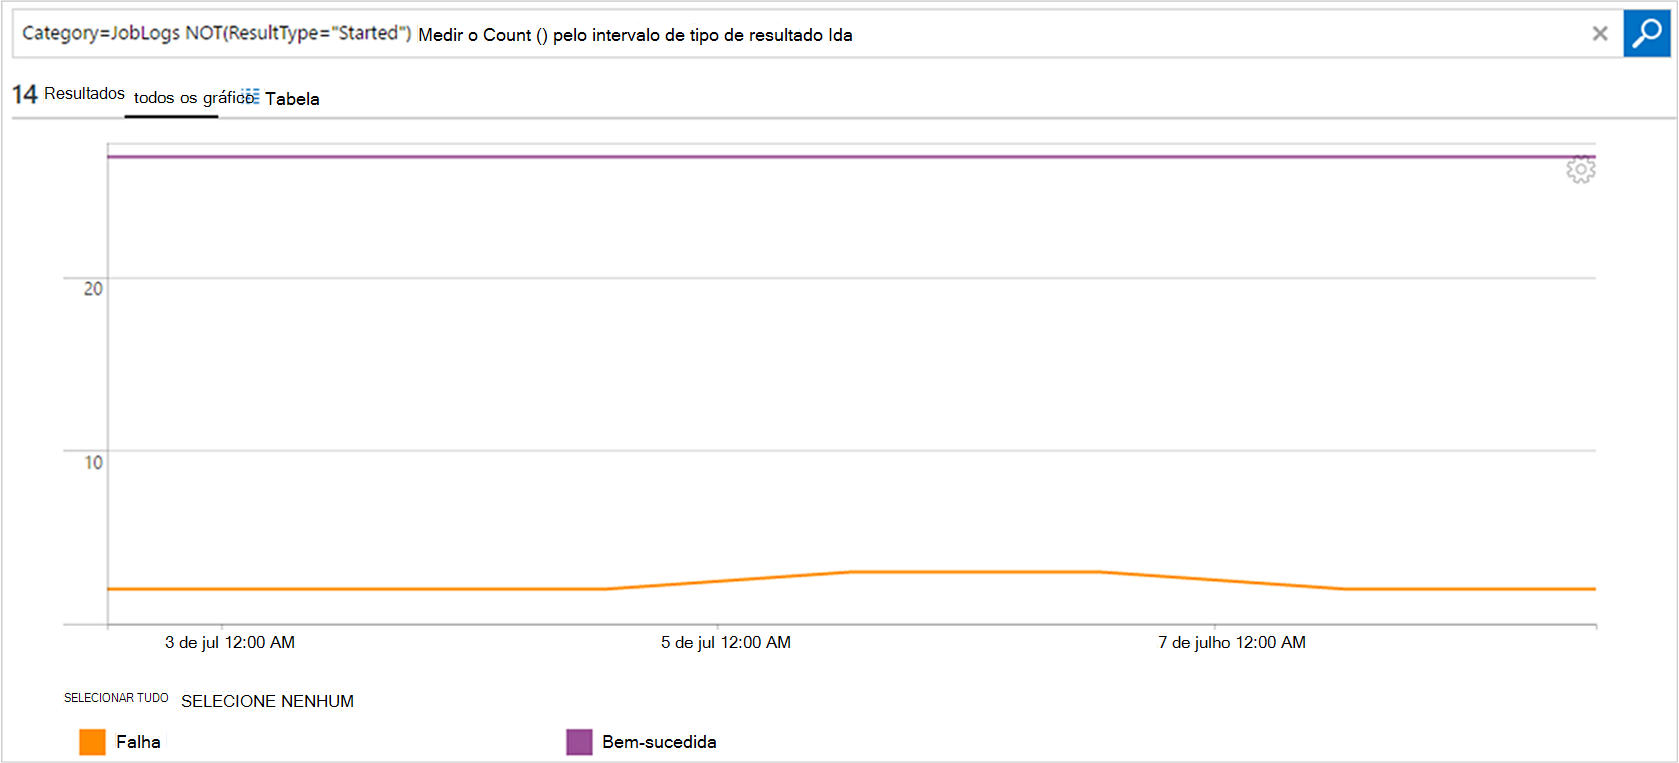 Category=JobLogs NOT(ResultType="Started") Medir o Count () pelo intervalo de tipo de resultado Ida
14 Resultados todos os gráfico Tabela
20
10
3 de jul 12:00 AM 5 de jul 12:00 AM 7 de julho 12:00 AM
SELECIONAR TUDO SELECIONE NENHUM
Falha Bem-sucedida